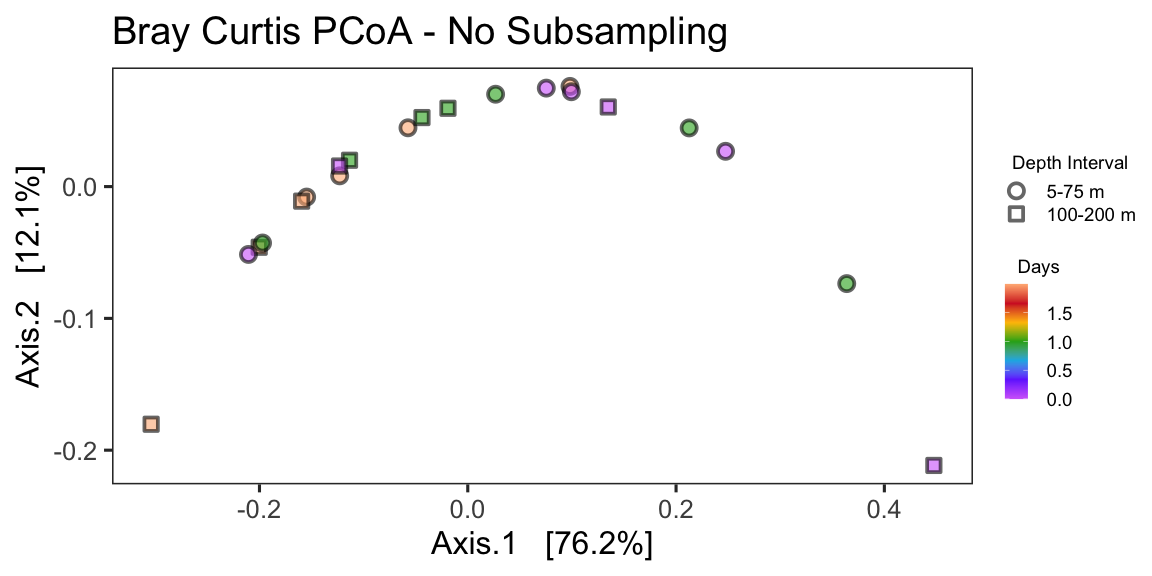 Bray Curtis PCoA - No Subsampling
Axis.2   [12.1%]
0.0
-0.1
-0.2
-0.2
0.0
0.2
0.4
Axis.1   [76.2%]
Depth Interval
5-75 m
100-200 m
Days
1.5
1.0
0.5
0.0